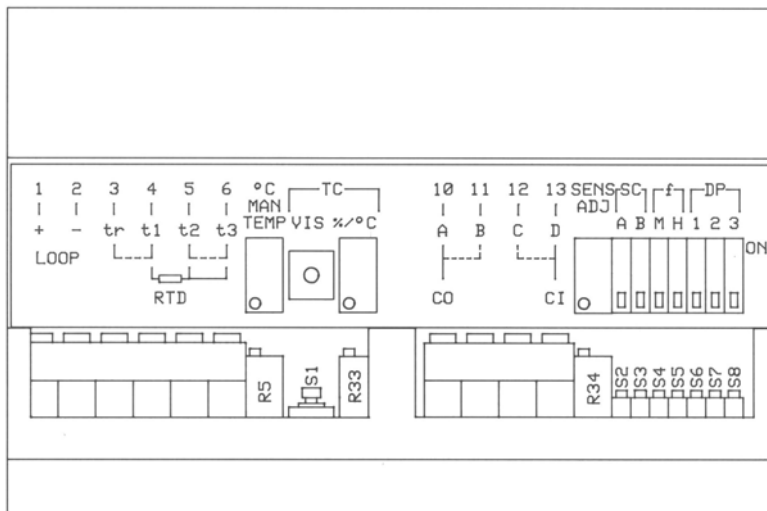 1 2 3 4 5 6 °C TC 10 11 12 13 SENS SC f DP
MAN ADJ
+ - tr t1 t2 t3 TEMP VIS %/°C A B C D A B M H 1 2 3
LOOP ON
RTD CO CI
R5 S1 R33 R34 S2 S3 S4 S5 S6 S7 S8